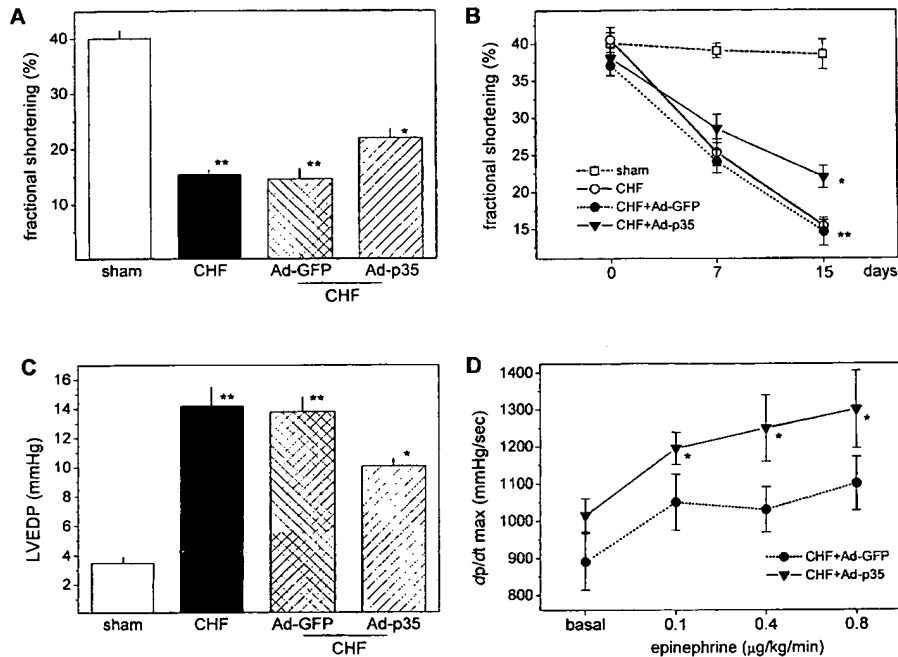 A
fractional shortening (%)
40
30
20
10
**
**
*
sham
CHF
Ad-GFP
Ad-p35
CHF
B
fractional shortening (%)
40
35
30
25
20
15
sham
CHF
CHF+Ad-GFP
CHF+Ad-p35
*
**
0
7
15
days
C
LVEDP (mmHg)
16
14
12
10
8
6
4
2
**
**
*
sham
CHF
Ad-GFP
Ad-p35
CHF
D
dp/dt max (mmHg/sec)
1400
1300
1200
1100
1000
900
800
*
*
*
CHF+Ad-GFP
CHF+Ad-p35
basal
0.1
0.4
0.8
epinephrine (μg/kg/min)